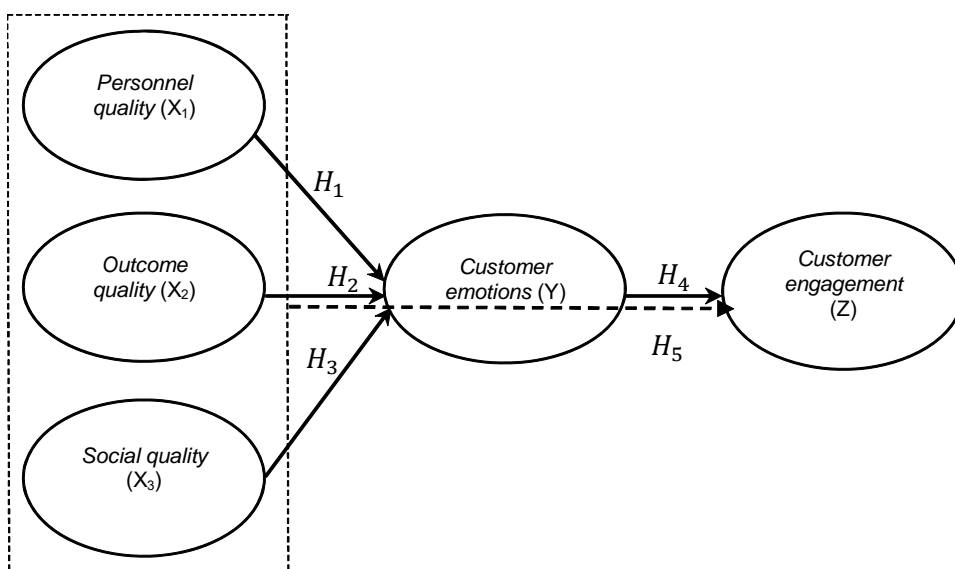 Personnel
quality (X₁)
H₁
Outcome
quality (X₂)
H₂
Customer
emotions (Y)
H₄
Customer
engagement
(Z)
H₃
H₅
Social quality
(X₃)